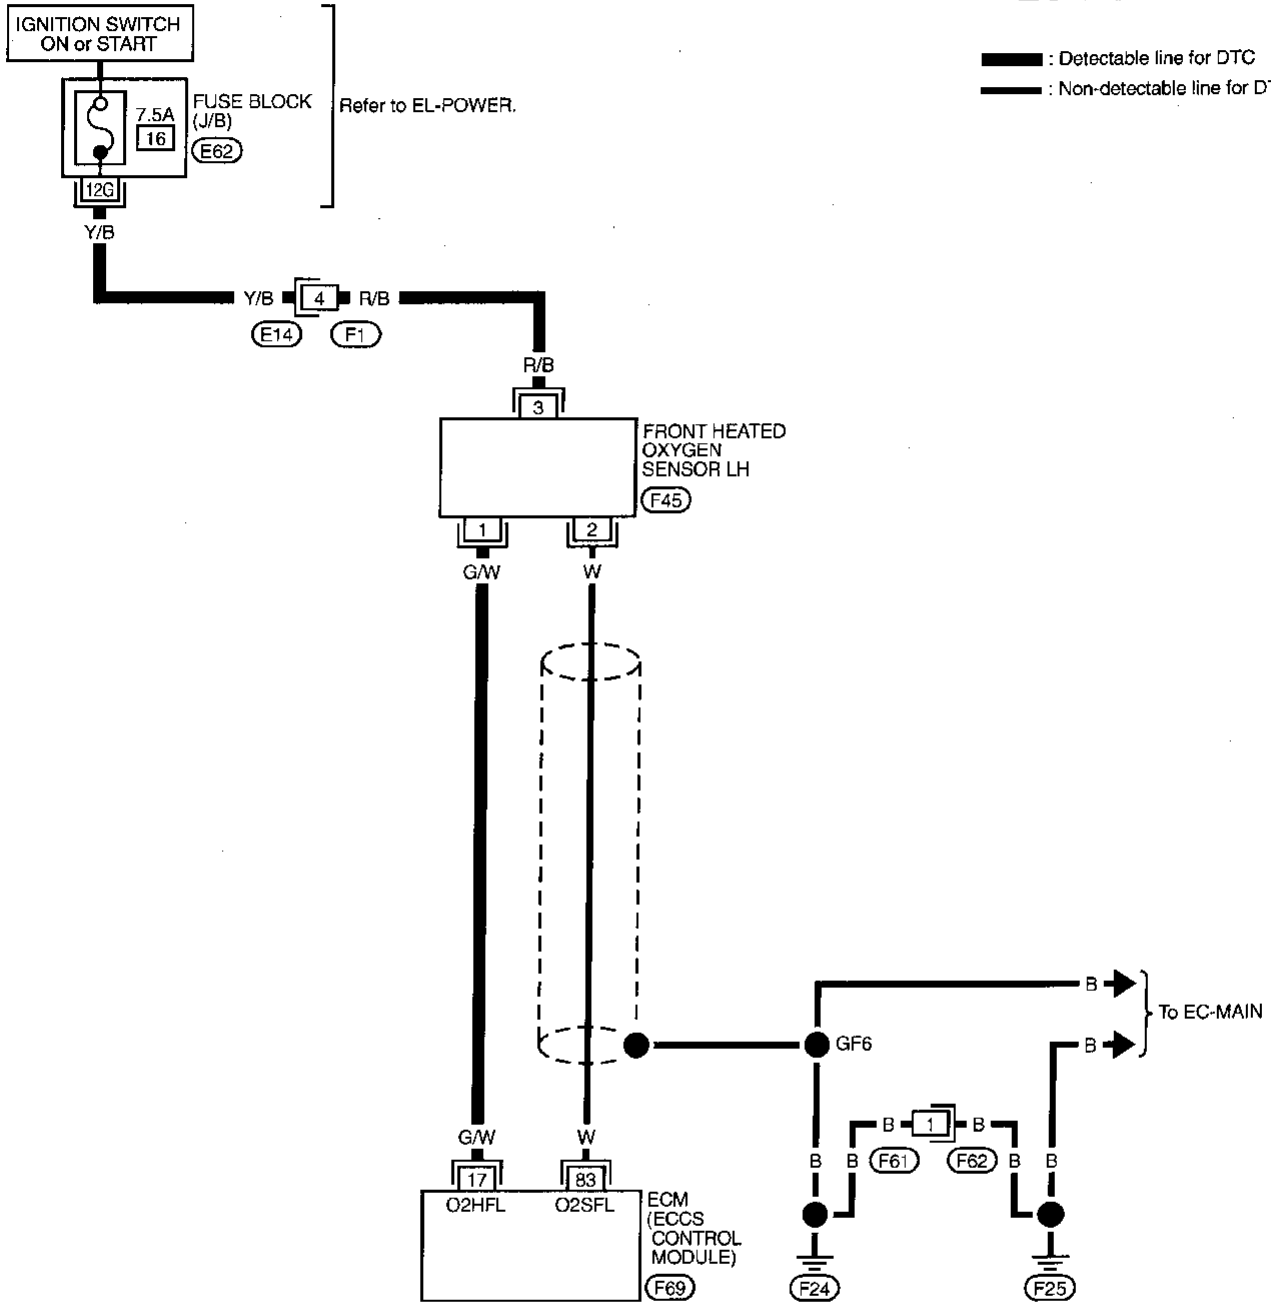 IGNITION SWITCH
ON or START
7.5A
16
FUSE BLOCK
(J/B)
E62
Refer to EL-POWER.
: Detectable line for DTC
: Non-detectable line for
12G
Y/B
Y/B
4
R/B
E14
F1
R/B
3
FRONT HEATED
OXYGEN
SENSOR LH
F45
1
2
G/W
W
B
To EC-MAIN
GF6
B
B
1
B
G/W
W
B
B
F61
F62
B
B
17
83
O2HFL
O2SFL
ECM
(ECCS
CONTROL
MODULE)
F69
F24
F25